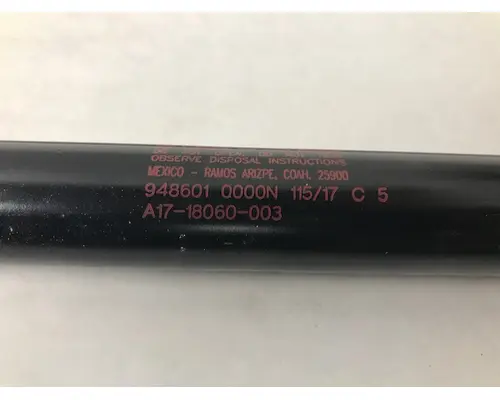 OBSERVE DISPOSAL INSTRUCTIONS
MEXICO - RAMOS ARIZPE, COAH. 25900
948601 0000N 115/17 C 5
A17-18060-003